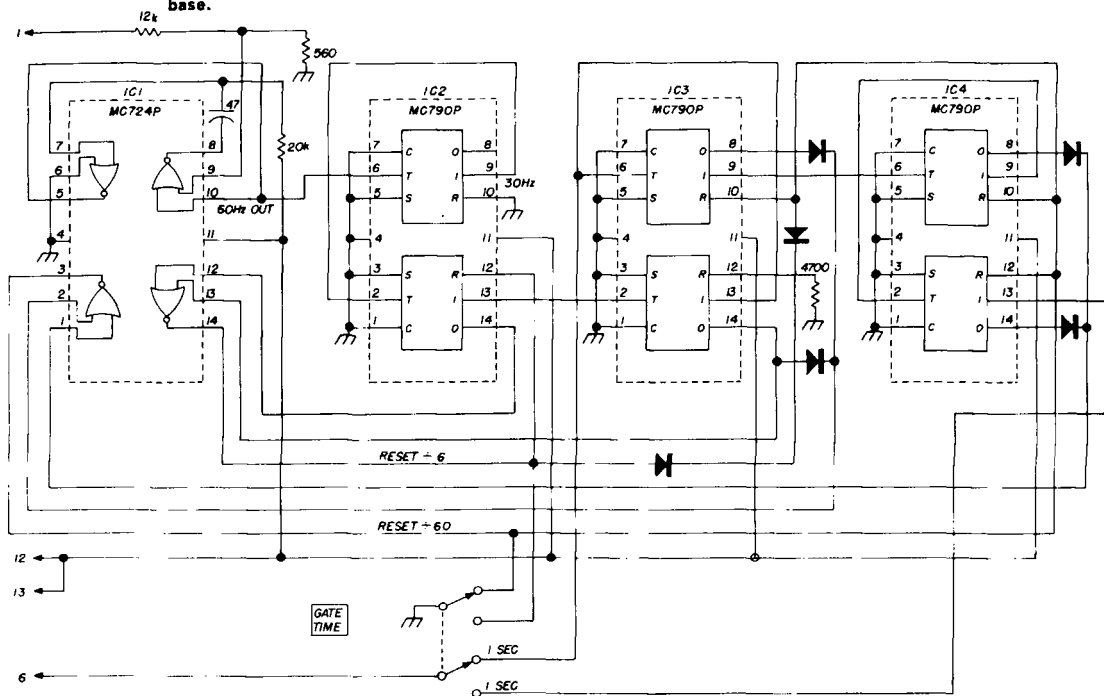 base.
12k
1
560
IC1
MC724P
47
20k
7
6
5
4
3
2
1
8
9
10
60Hz OUT
11
12
13
14
IC2
MC790P
7 C O 8
6 T I 9
30Hz
5 S R 10
4 11
3 S R 12
2 T I 13
1 C O 14
IC3
MC790P
7 C O 8
6 T I 9
5 S R 10
4 11
3 S R 12
4700
2 T I 13
1 C O 14
IC4
MC790P
7 C O 8
6 T I 9
5 S R 10
4 11
3 S R 12
2 T I 13
1 C O 14
RESET ÷ 6
RESET ÷ 60
12
13
GATE
TIME
1 SEC
6
1 SEC